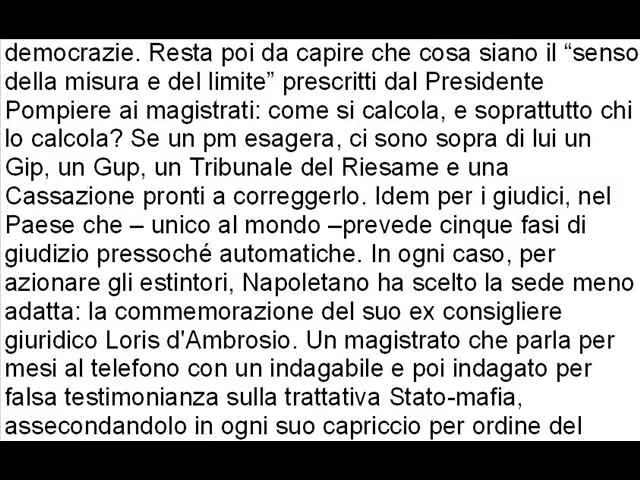 democrazie. Resta poi da capire che cosa siano il “senso
della misura e del limite” prescritti dal Presidente
Pompiere ai magistrati: come si calcola, e soprattutto chi
lo calcola? Se un pm esagera, ci sono sopra di lui un
Gip, un Gup, un Tribunale del Riesame e una
Cassazione pronti a correggerlo. Idem per i giudici, nel
Paese che – unico al mondo –prevede cinque fasi di
giudizio pressoché automatiche. In ogni caso, per
azionare gli estintori, Napoletano ha scelto la sede meno
adatta: la commemorazione del suo ex consigliere
giuridico Loris d'Ambrosio. Un magistrato che parla per
mesi al telefono con un indagabile e poi indagato per
falsa testimonianza sulla trattativa Stato-mafia,
assecondandolo in ogni suo capriccio per ordine del